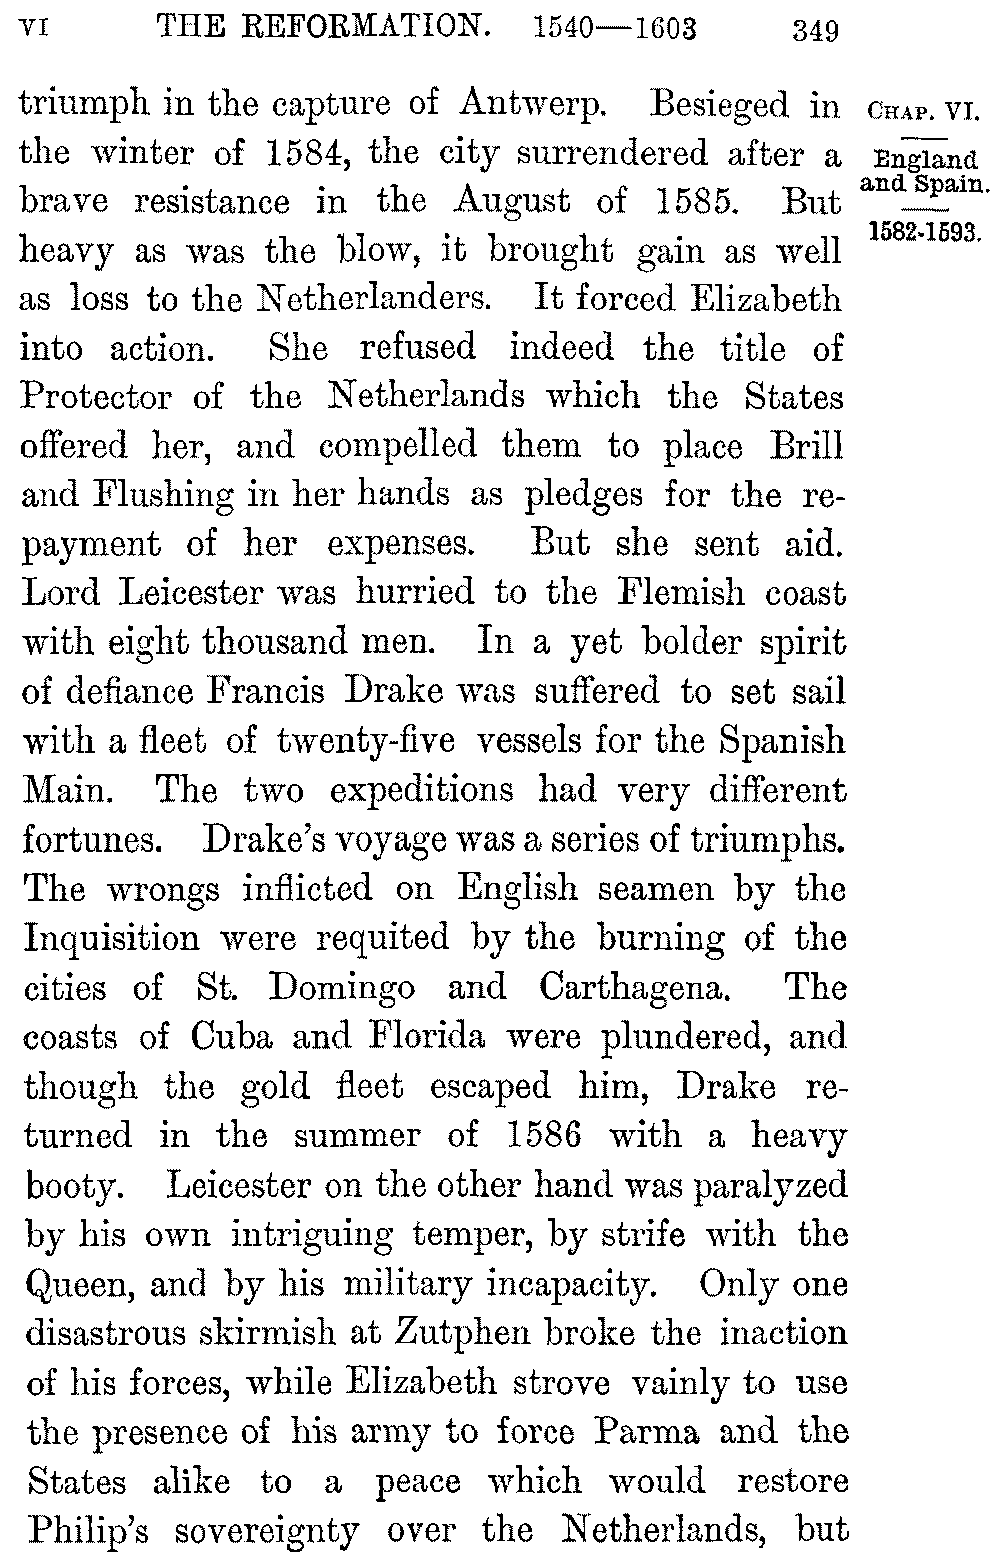 VI THE REFORMATION. 1540—1603 349
triumph in the capture of Antwerp. Besieged in
the winter of 1584, the city surrendered after a
brave resistance in the August of 1585. But
heavy as was the blow, it brought gain as well
as loss to the Netherlanders. It forced Elizabeth
into action. She refused indeed the title of
Protector of the Netherlands which the States
offered her, and compelled them to place Brill
and Flushing in her hands as pledges for the re-
payment of her expenses. But she sent aid.
Lord Leicester was hurried to the Flemish coast
with eight thousand men. In a yet bolder spirit
of defiance Francis Drake was suffered to set sail
with a fleet of twenty-five vessels for the Spanish
Main. The two expeditions had very different
fortunes. Drake's voyage was a series of triumphs.
The wrongs inflicted on English seamen by the
Inquisition were requited by the burning of the
cities of St. Domingo and Carthagena. The
coasts of Cuba and Florida were plundered, and
though the gold fleet escaped him, Drake re-
turned in the summer of 1586 with a heavy
booty. Leicester on the other hand was paralyzed
by his own intriguing temper, by strife with the
Queen, and by his military incapacity. Only one
disastrous skirmish at Zutphen broke the inaction
of his forces, while Elizabeth strove vainly to use
the presence of his army to force Parma and the
States alike to a peace which would restore
Philip's sovereignty over the Netherlands, but
CHAP. VI.
England
and Spain.
1582-1593.